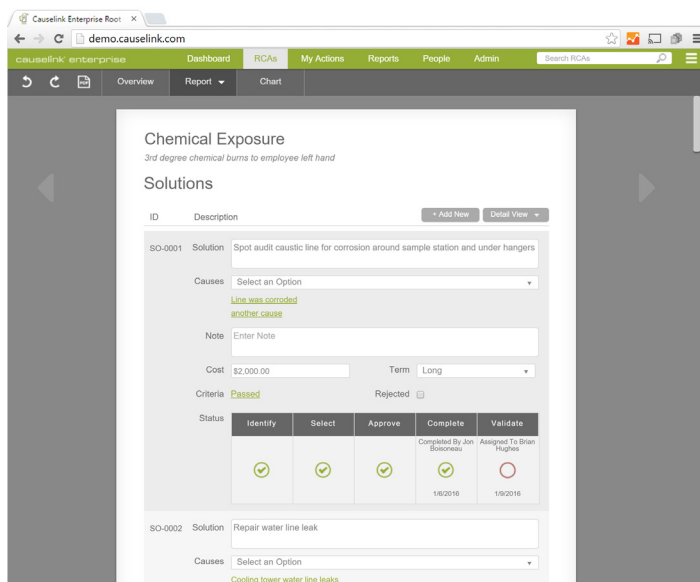 Causelink Enterprise Root
demo.causelink.com
causelink enterprise Dashboard RCAs My Actions Reports People Admin Search RCAs
PDF Overview Report Chart
Chemical Exposure
3rd degree chemical burns to employee left hand
Solutions
ID Description + Add New Detail View
SO-0001 Solution Spot audit caustic line for corrosion around sample station and under hangers
Causes Select an Option
Line was corroded
another cause
Note Enter Note
Cost $2,000.00 Term Long
Criteria Passed Rejected
Status Identify Select Approve Complete Validate
Completed By Jon Assigned To Brian
Boisoneau Hughes
1/6/2016 1/9/2016
SO-0002 Solution Repair water line leak
Causes Select an Option
Cooling tower water line leaks